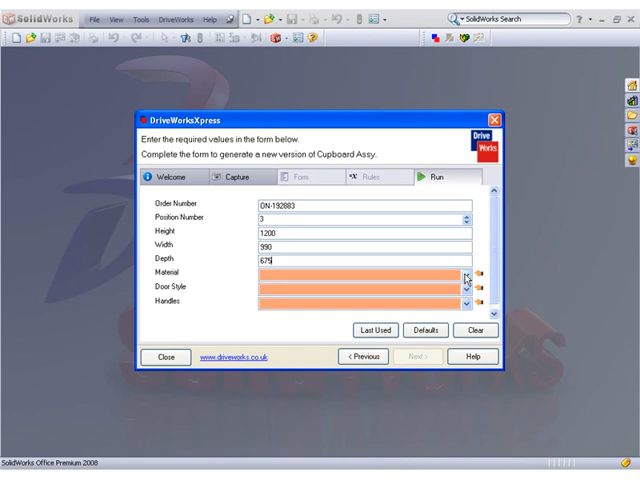 SolidWorks File View Tools DriveWorks Help SolidWorks Search
DriveWorksXpress
Enter the required values in the form below.
Complete the form to generate a new version of Cupboard Assy.
Drive
Works
Welcome Capture Form Rules Run
Order Number ON-192883
Position Number 3
Height 1200
Width 990
Depth 675
Material
Door Style
Handles
Last Used Defaults Clear
Close www.driveworks.co.uk < Previous Next > Help
SolidWorks Office Premium 2008